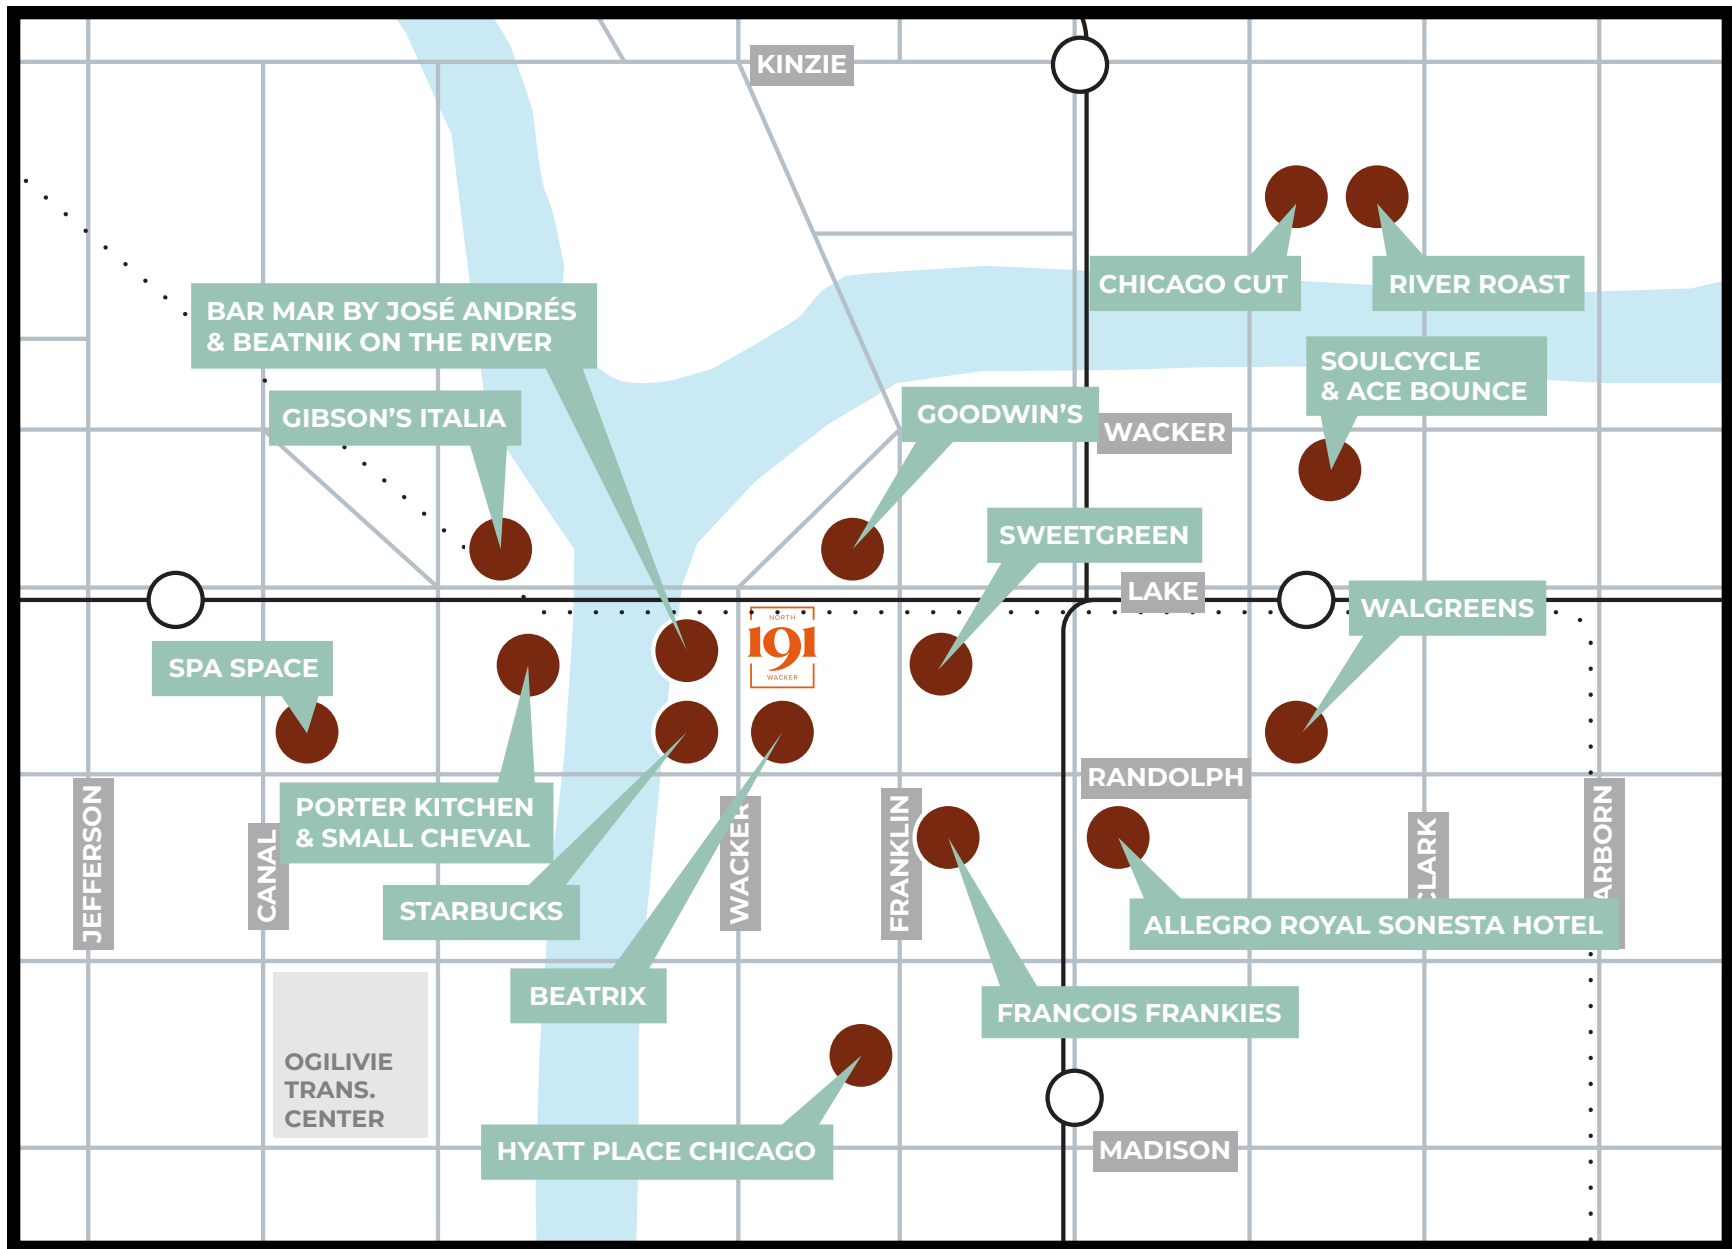 KINZIE
CHICAGO CUT
RIVER ROAST
BAR MAR BY JOSÉ ANDRÉS
& BEATNIK ON THE RIVER
SOULCYCLE
& ACE BOUNCE
GIBSON’S ITALIA
GOODWIN’S
WACKER
SWEETGREEN
LAKE
WALGREENS
NORTH
191
WACKER
SPA SPACE
RANDOLPH
PORTER KITCHEN
& SMALL CHEVAL
JEFFERSON
CANAL
WACKER
FRANKLIN
CLARK
ARBORN
STARBUCKS
ALLEGRO ROYAL SONESTA HOTEL
BEATRIX
FRANCOIS FRANKIES
OGILIVIE
TRANS.
CENTER
HYATT PLACE CHICAGO
MADISON